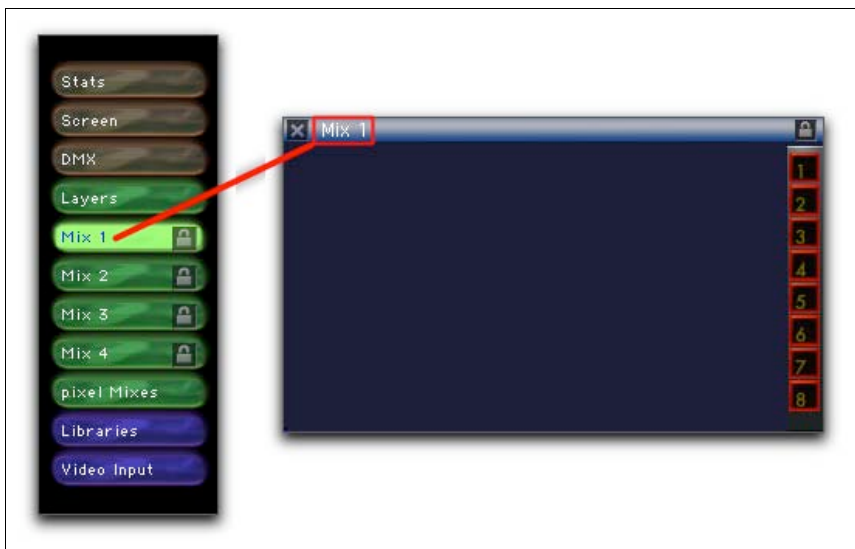 Stats
Screen
DMX
Layers
Mix 1
Mix 2
Mix 3
Mix 4
pixel Mixes
Libraries
Video Input
Mix 1
1
2
3
4
5
6
7
8